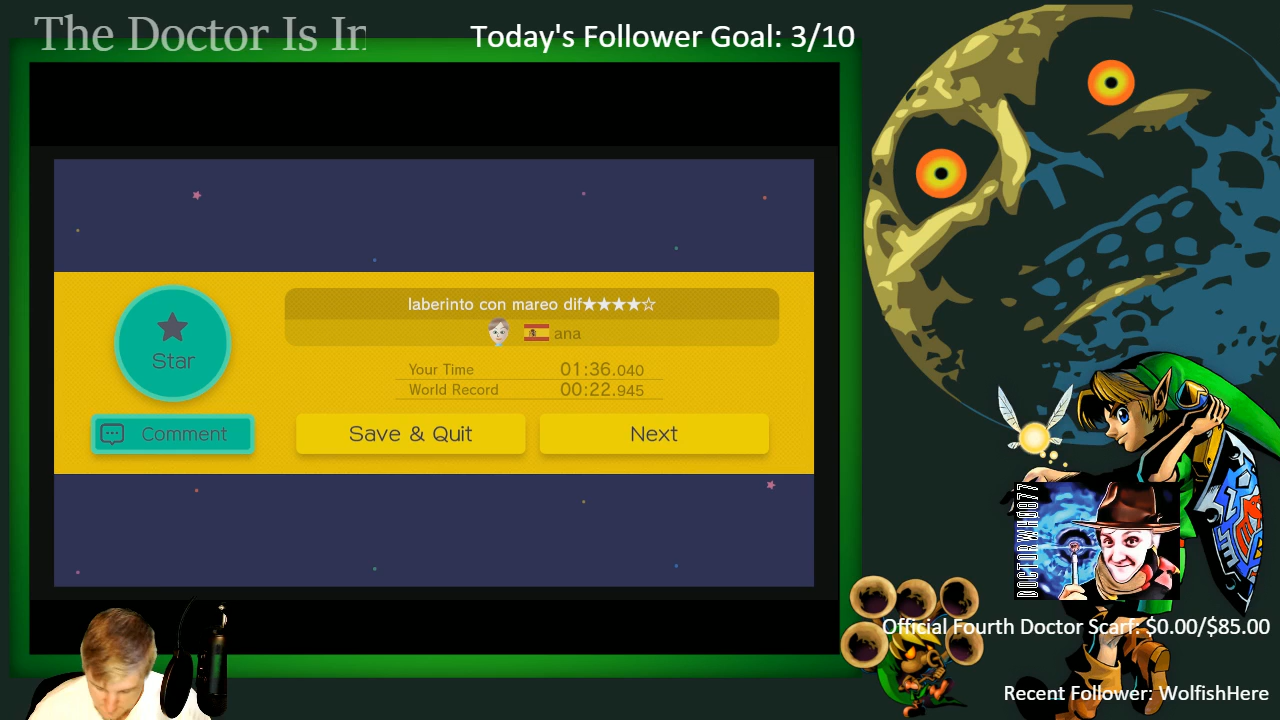 The Doctor Is In
Today's Follower Goal: 3/10
laberinto con mareo dif★★★★☆
ana
Star
Your Time 01:36.040
World Record 00:22.945
Comment
Save & Quit
Next
DOCTORWHO877
Official Fourth Doctor Scarf: $0.00/$85.00
Recent Follower: WolfishHere